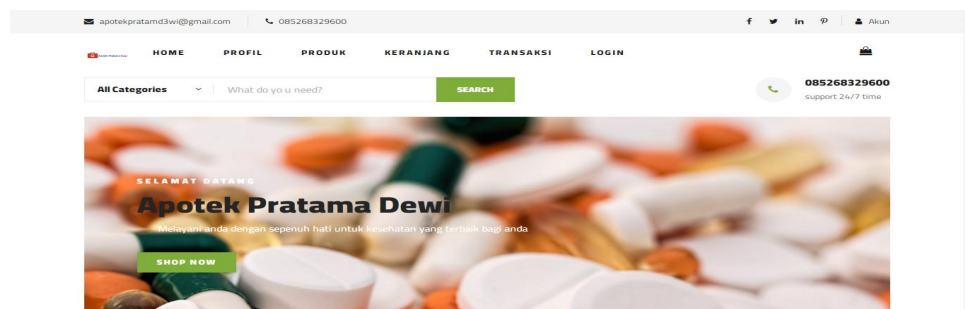 apotekpratamd3wi@gmail.com 085268329600 Akun
HOME PROFIL PRODUK KERANJANG TRANSAKSI LOGIN
All Categories What do yo u need? SEARCH
085268329600
support 24/7 time
SELAMAT DATANG
Apotek Pratama Dewi
Melayani anda dengan sepenuh hati untuk kesehatan yang terbaik bagi anda
SHOP NOW